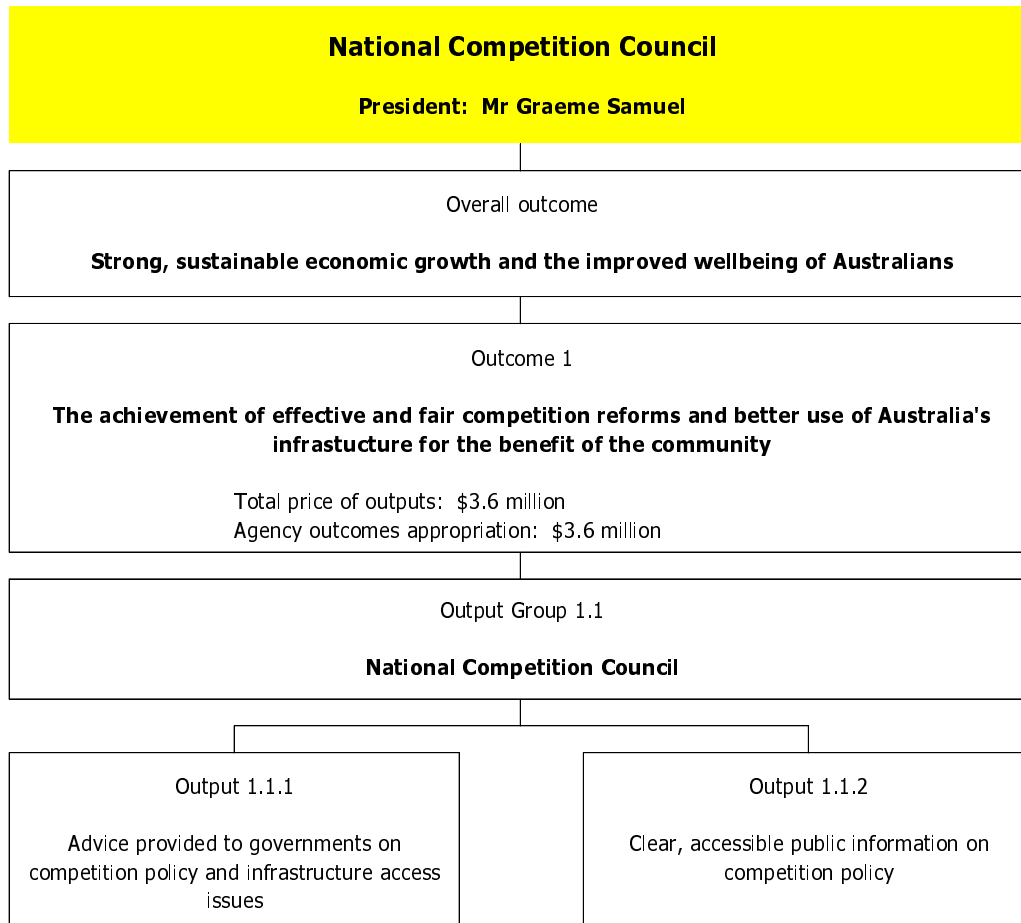 National Competition Council
President:  Mr Graeme Samuel
Overall outcome
Strong, sustainable economic growth and the improved wellbeing of Australians
Outcome 1
The achievement of effective and fair competition reforms and better use of Australia's
infrastucture for the benefit of the community
Total price of outputs:  $3.6 million
Agency outcomes appropriation:  $3.6 million
Output Group 1.1
National Competition Council
Output 1.1.1
Advice provided to governments on
competition policy and infrastructure access
issues
Output 1.1.2
Clear, accessible public information on
competition policy